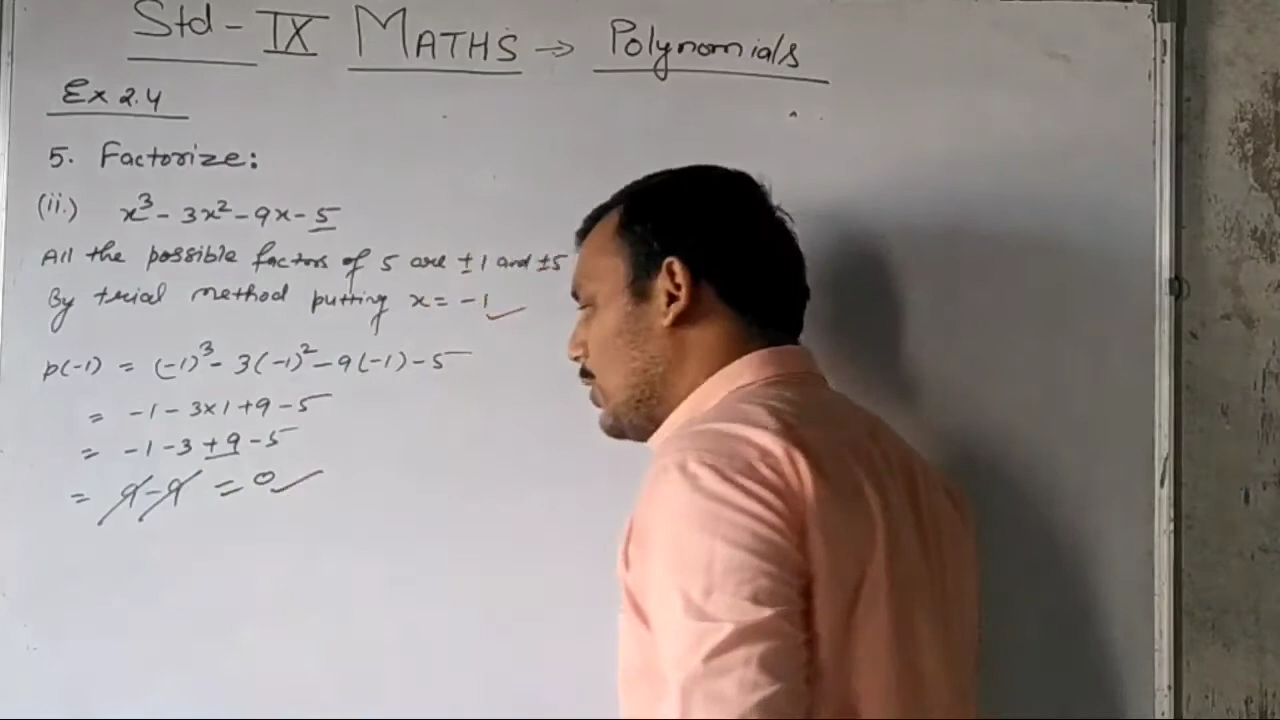 Std - IX MATHS → Polynomials
Ex 2.4
5. Factorize:
(ii.) x³ - 3x² - 9x - 5
All the possible factors of 5 are ±1 and ±5
By trial method putting x = -1 ✓
p(-1) = (-1)³ - 3(-1)² - 9(-1) - 5
= -1 - 3×1 + 9 - 5
= -1 - 3 + 9 - 5
= 9 - 9 = 0 ✓